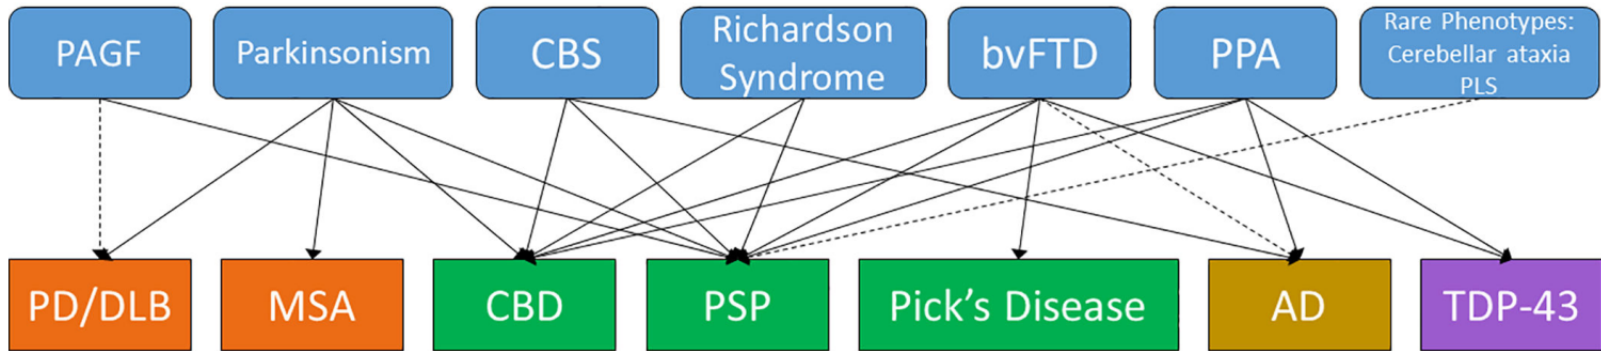 PAGF
Parkinsonism
CBS
Richardson
Syndrome
bvFTD
PPA
Rare Phenotypes:
Cerebellar ataxia
PLS
PD/DLB
MSA
CBD
PSP
Pick's Disease
AD
TDP-43